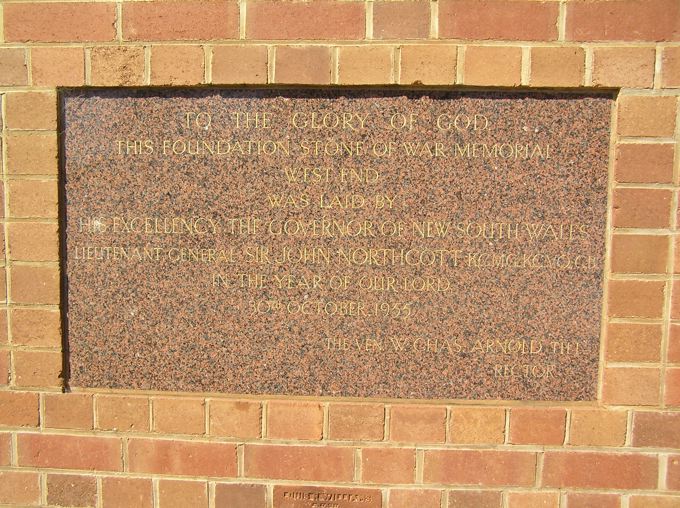 TO THE GLORY OF GOD
THIS FOUNDATION STONE OF WAR MEMORIAL
WEST END
WAS LAID BY
HIS EXCELLENCY THE GOVERNOR OF NEW SOUTH WALES
LIEUTENANT GENERAL SIR JOHN NORTHCOTT K.C.M.G., K.C.V.O., C.B.
IN THE YEAR OF OUR LORD
30TH OCTOBER 1955
THE VEN. W. CHAS. ARNOLD TH.L.
RECTOR